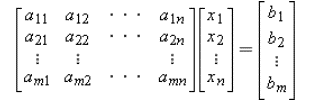 a11 a12 · · · a1n x1 b1
a21 a22 · · · a2n x2 = b2
⋮ ⋮ ⋮ ⋮ ⋮
am1 am2 · · · amn xn bm